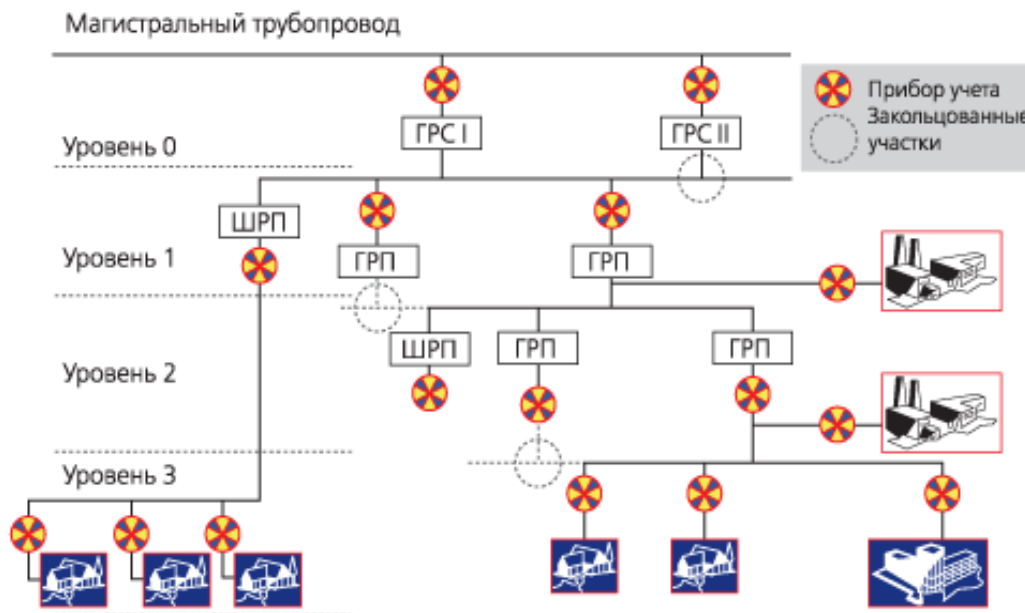 Магистральный трубопровод
Прибор учета
Закольцованные
участки
ГРС I
ГРС II
Уровень 0
ШРП
Уровень 1
ГРП
ГРП
ШРП
ГРП
ГРП
Уровень 2
Уровень 3